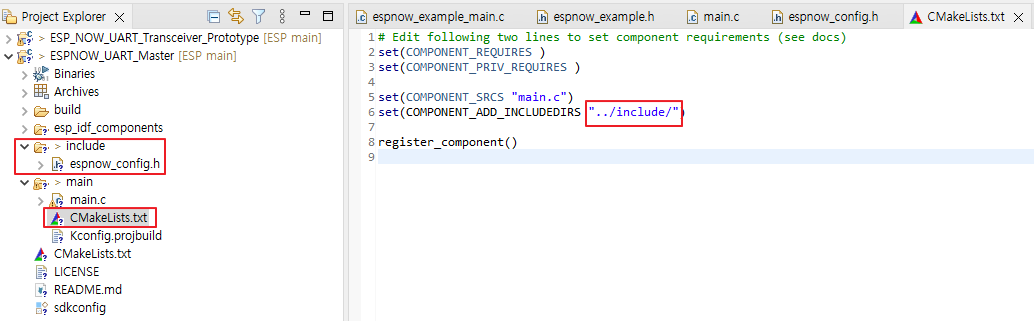 Project Explorer
ESP_NOW_UART_Transceiver_Prototype [ESP main]
ESPNOW_UART_Master [ESP main]
Binaries
Archives
build
esp_idf_components
> include
espnow_config.h
> main
main.c
CMakeLists.txt
Kconfig.projbuild
CMakeLists.txt
LICENSE
README.md
sdkconfig
espnow_example_main.c
espnow_example.h
main.c
espnow_config.h
CMakeLists.txt
1 # Edit following two lines to set component requirements (see docs)
2 set(COMPONENT_REQUIRES )
3 set(COMPONENT_PRIV_REQUIRES )
4
5 set(COMPONENT_SRCS "main.c")
6 set(COMPONENT_ADD_INCLUDEDIRS "../include/")
7
8 register_component()
9